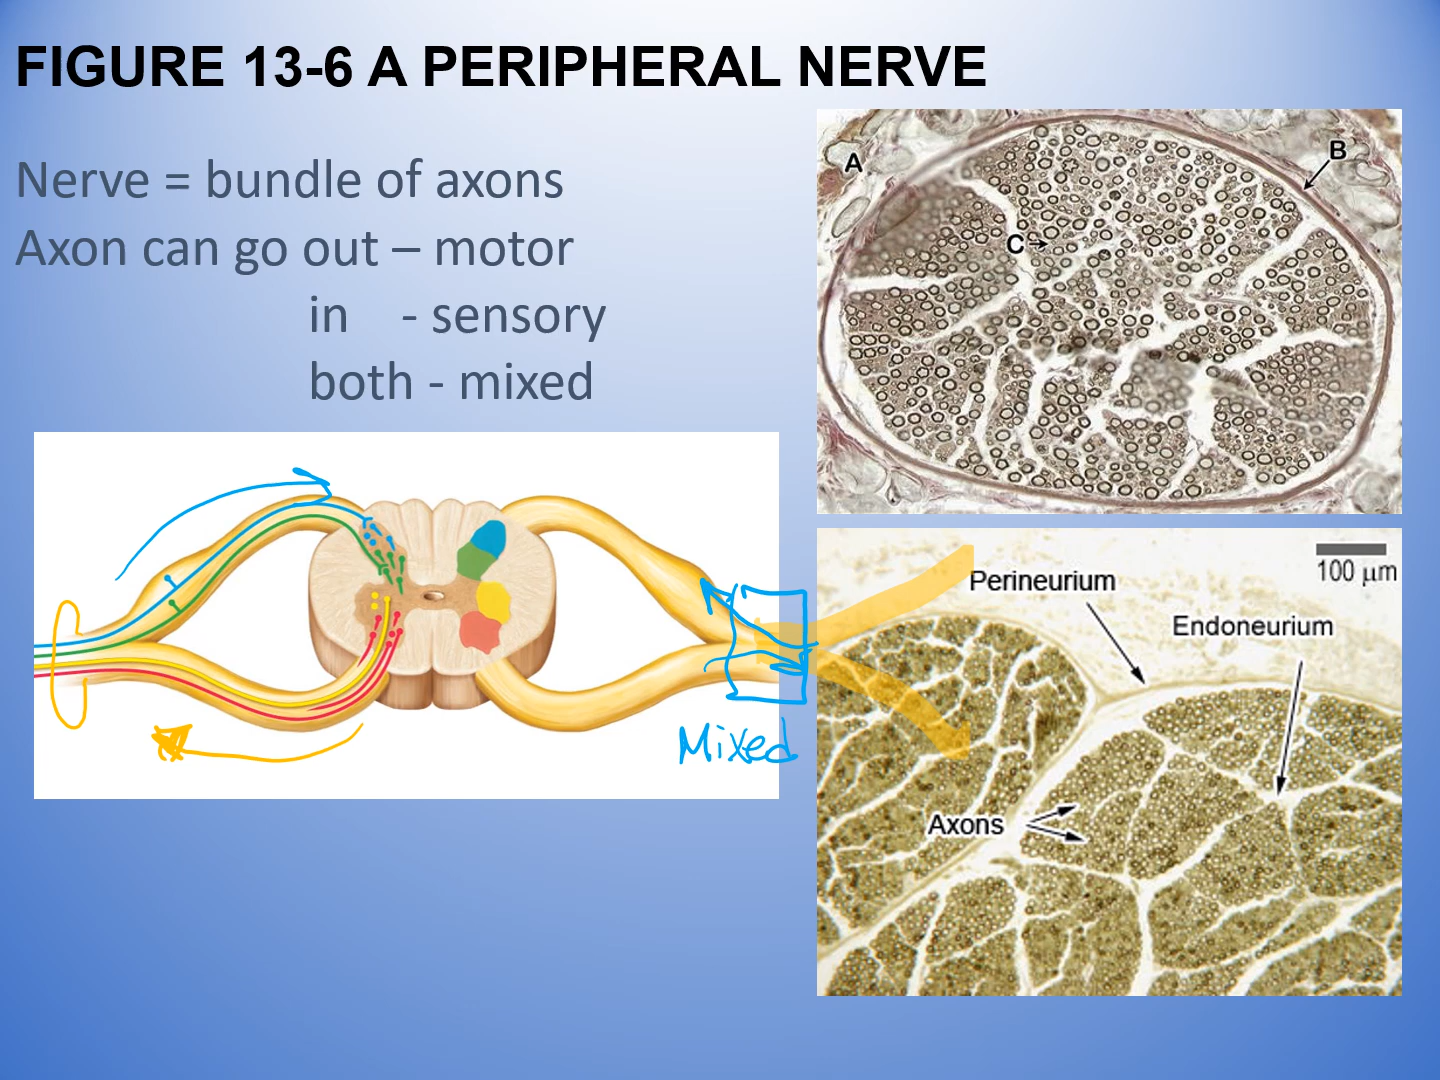 FIGURE 13-6 A PERIPHERAL NERVE
Nerve = bundle of axons
Axon can go out – motor
in - sensory
both - mixed
A
B
C
Mixed
Perineurium
100 µm
Endoneurium
Axons